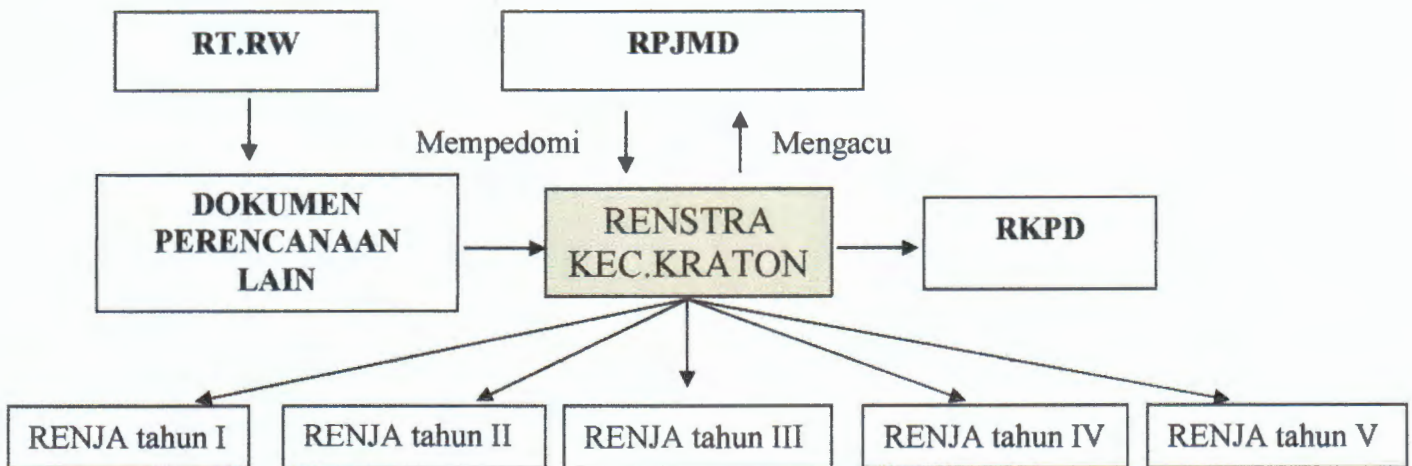 RT.RW
RPJMD
Mempedomi
Mengacu
DOKUMEN
PERENCANAAN
LAIN
RENSTRA
KEC.KRATON
RKPD
RENJA tahun I
RENJA tahun II
RENJA tahun III
RENJA tahun IV
RENJA tahun V